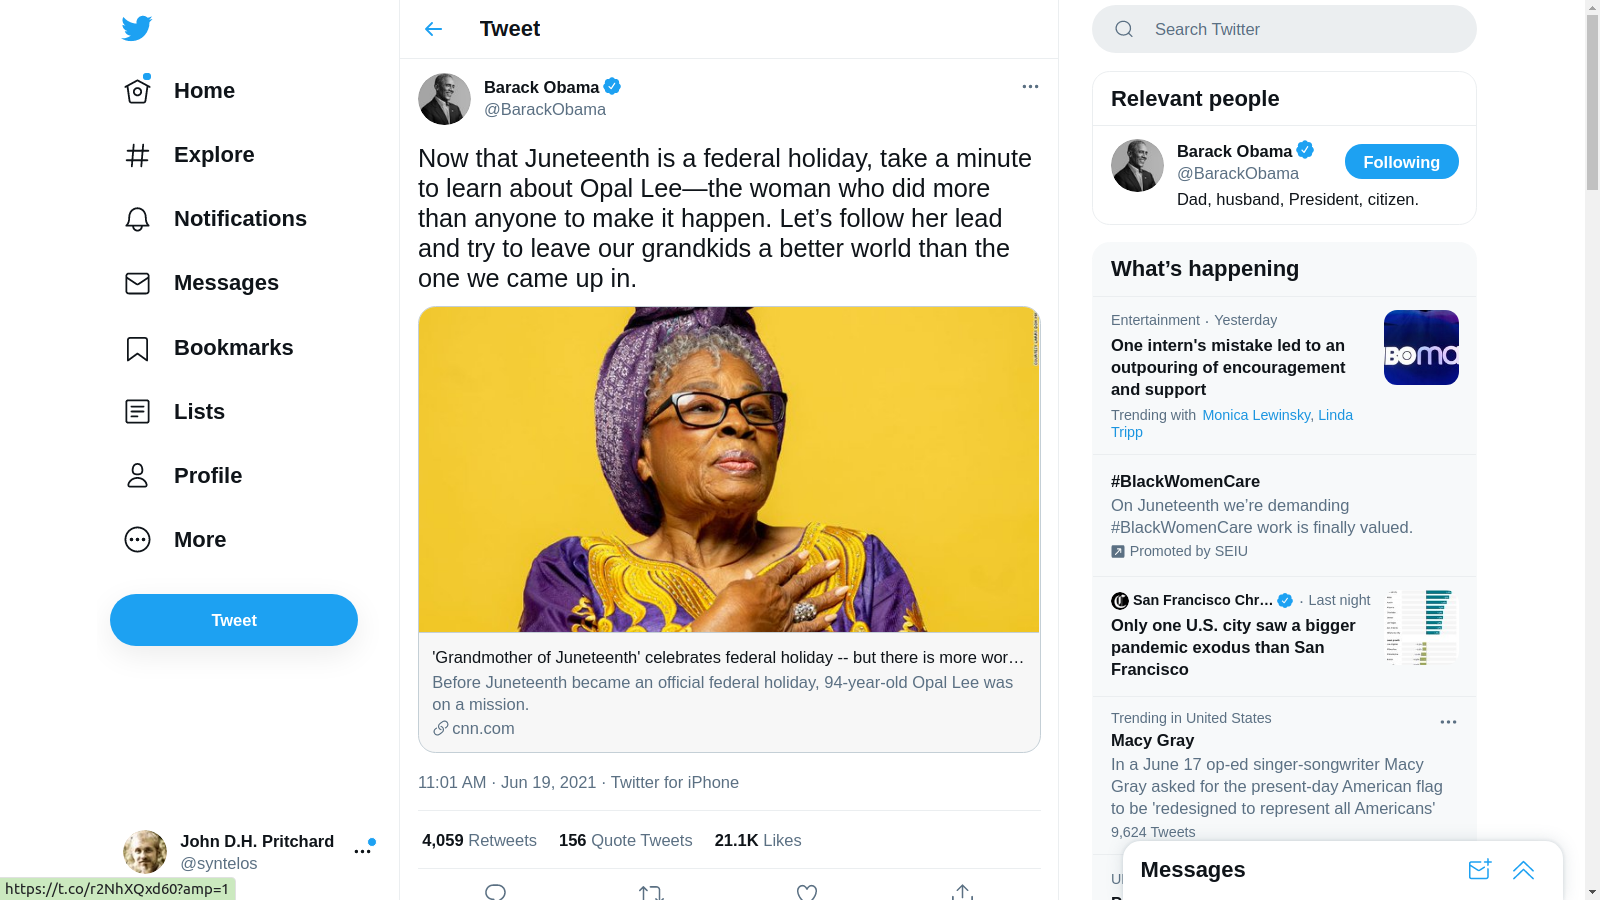 Home
Explore
Notifications
Messages
Bookmarks
Lists
Profile
More
Tweet
John D.H. Pritchard
@syntelos
https://t.co/r2NhXQxd60?amp=1
Tweet
Barack Obama
@BarackObama
Now that Juneteenth is a federal holiday, take a minute
to learn about Opal Lee—the woman who did more
than anyone to make it happen. Let’s follow her lead
and try to leave our grandkids a better world than the
one we came up in.
'Grandmother of Juneteenth' celebrates federal holiday -- but there is more wor…
Before Juneteenth became an official federal holiday, 94-year-old Opal Lee was
on a mission.
cnn.com
11:01 AM · Jun 19, 2021 · Twitter for iPhone
4,059 Retweets 156 Quote Tweets 21.1K Likes
Search Twitter
Relevant people
Barack Obama
@BarackObama
Following
Dad, husband, President, citizen.
What’s happening
Entertainment · Yesterday
One intern's mistake led to an
outpouring of encouragement
and support
Trending with Monica Lewinsky, Linda
Tripp
#BlackWomenCare
On Juneteenth we’re demanding
#BlackWomenCare work is finally valued.
Promoted by SEIU
San Francisco Chr… · Last night
Only one U.S. city saw a bigger
pandemic exodus than San
Francisco
Trending in United States
Macy Gray
In a June 17 op-ed singer-songwriter Macy
Gray asked for the present-day American flag
to be 'redesigned to represent all Americans'
9,624 Tweets
Messages